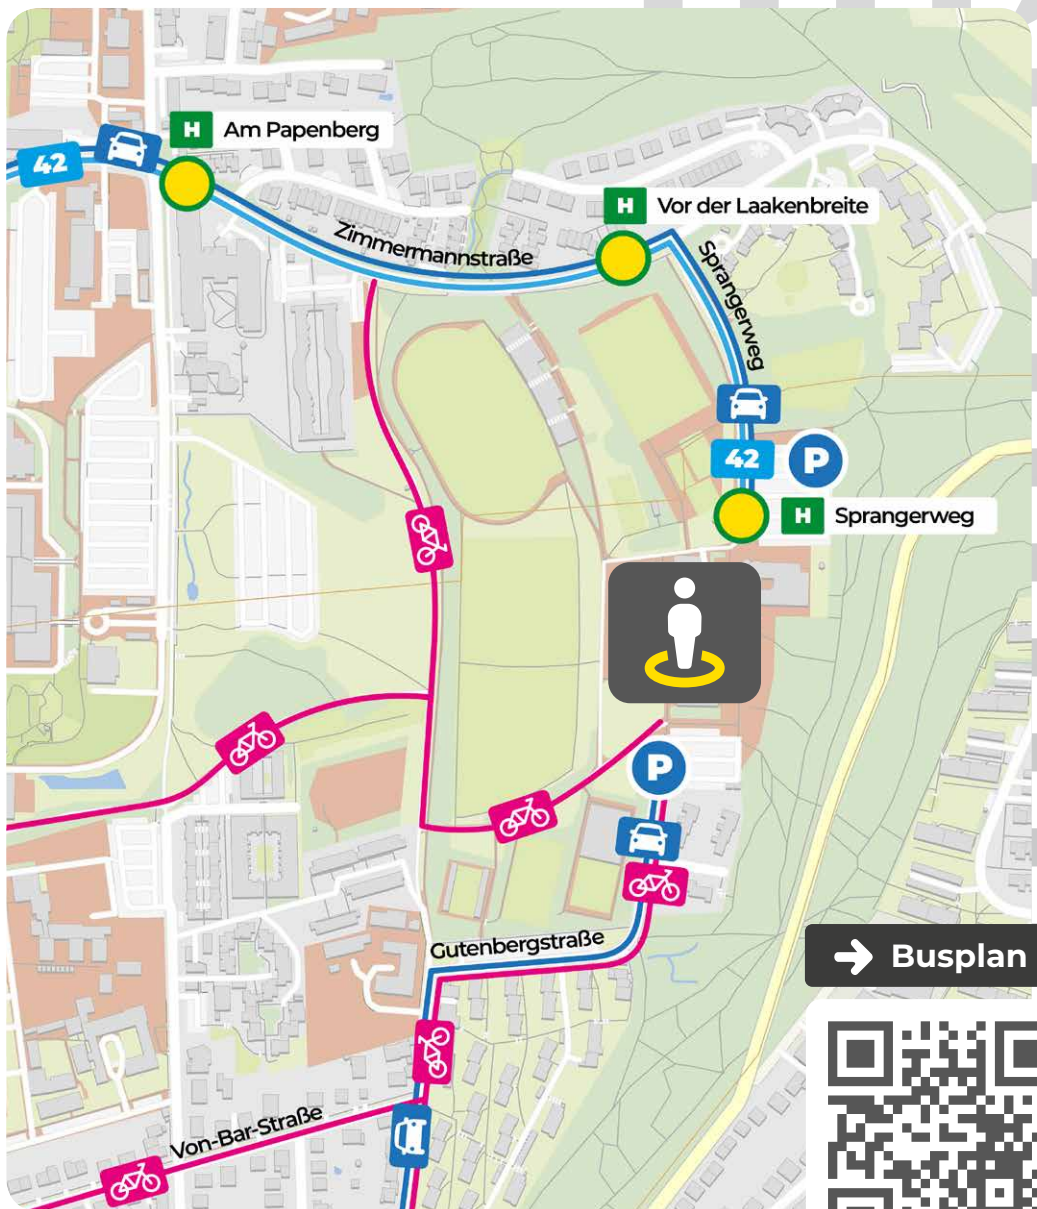 H Am Papenberg
42
H Vor der Laakenbreite
Zimmermannstraße
Sprangerweg
42 P
H Sprangerweg
P
Gutenbergstraße
→ Busplan
Von-Bar-Straße